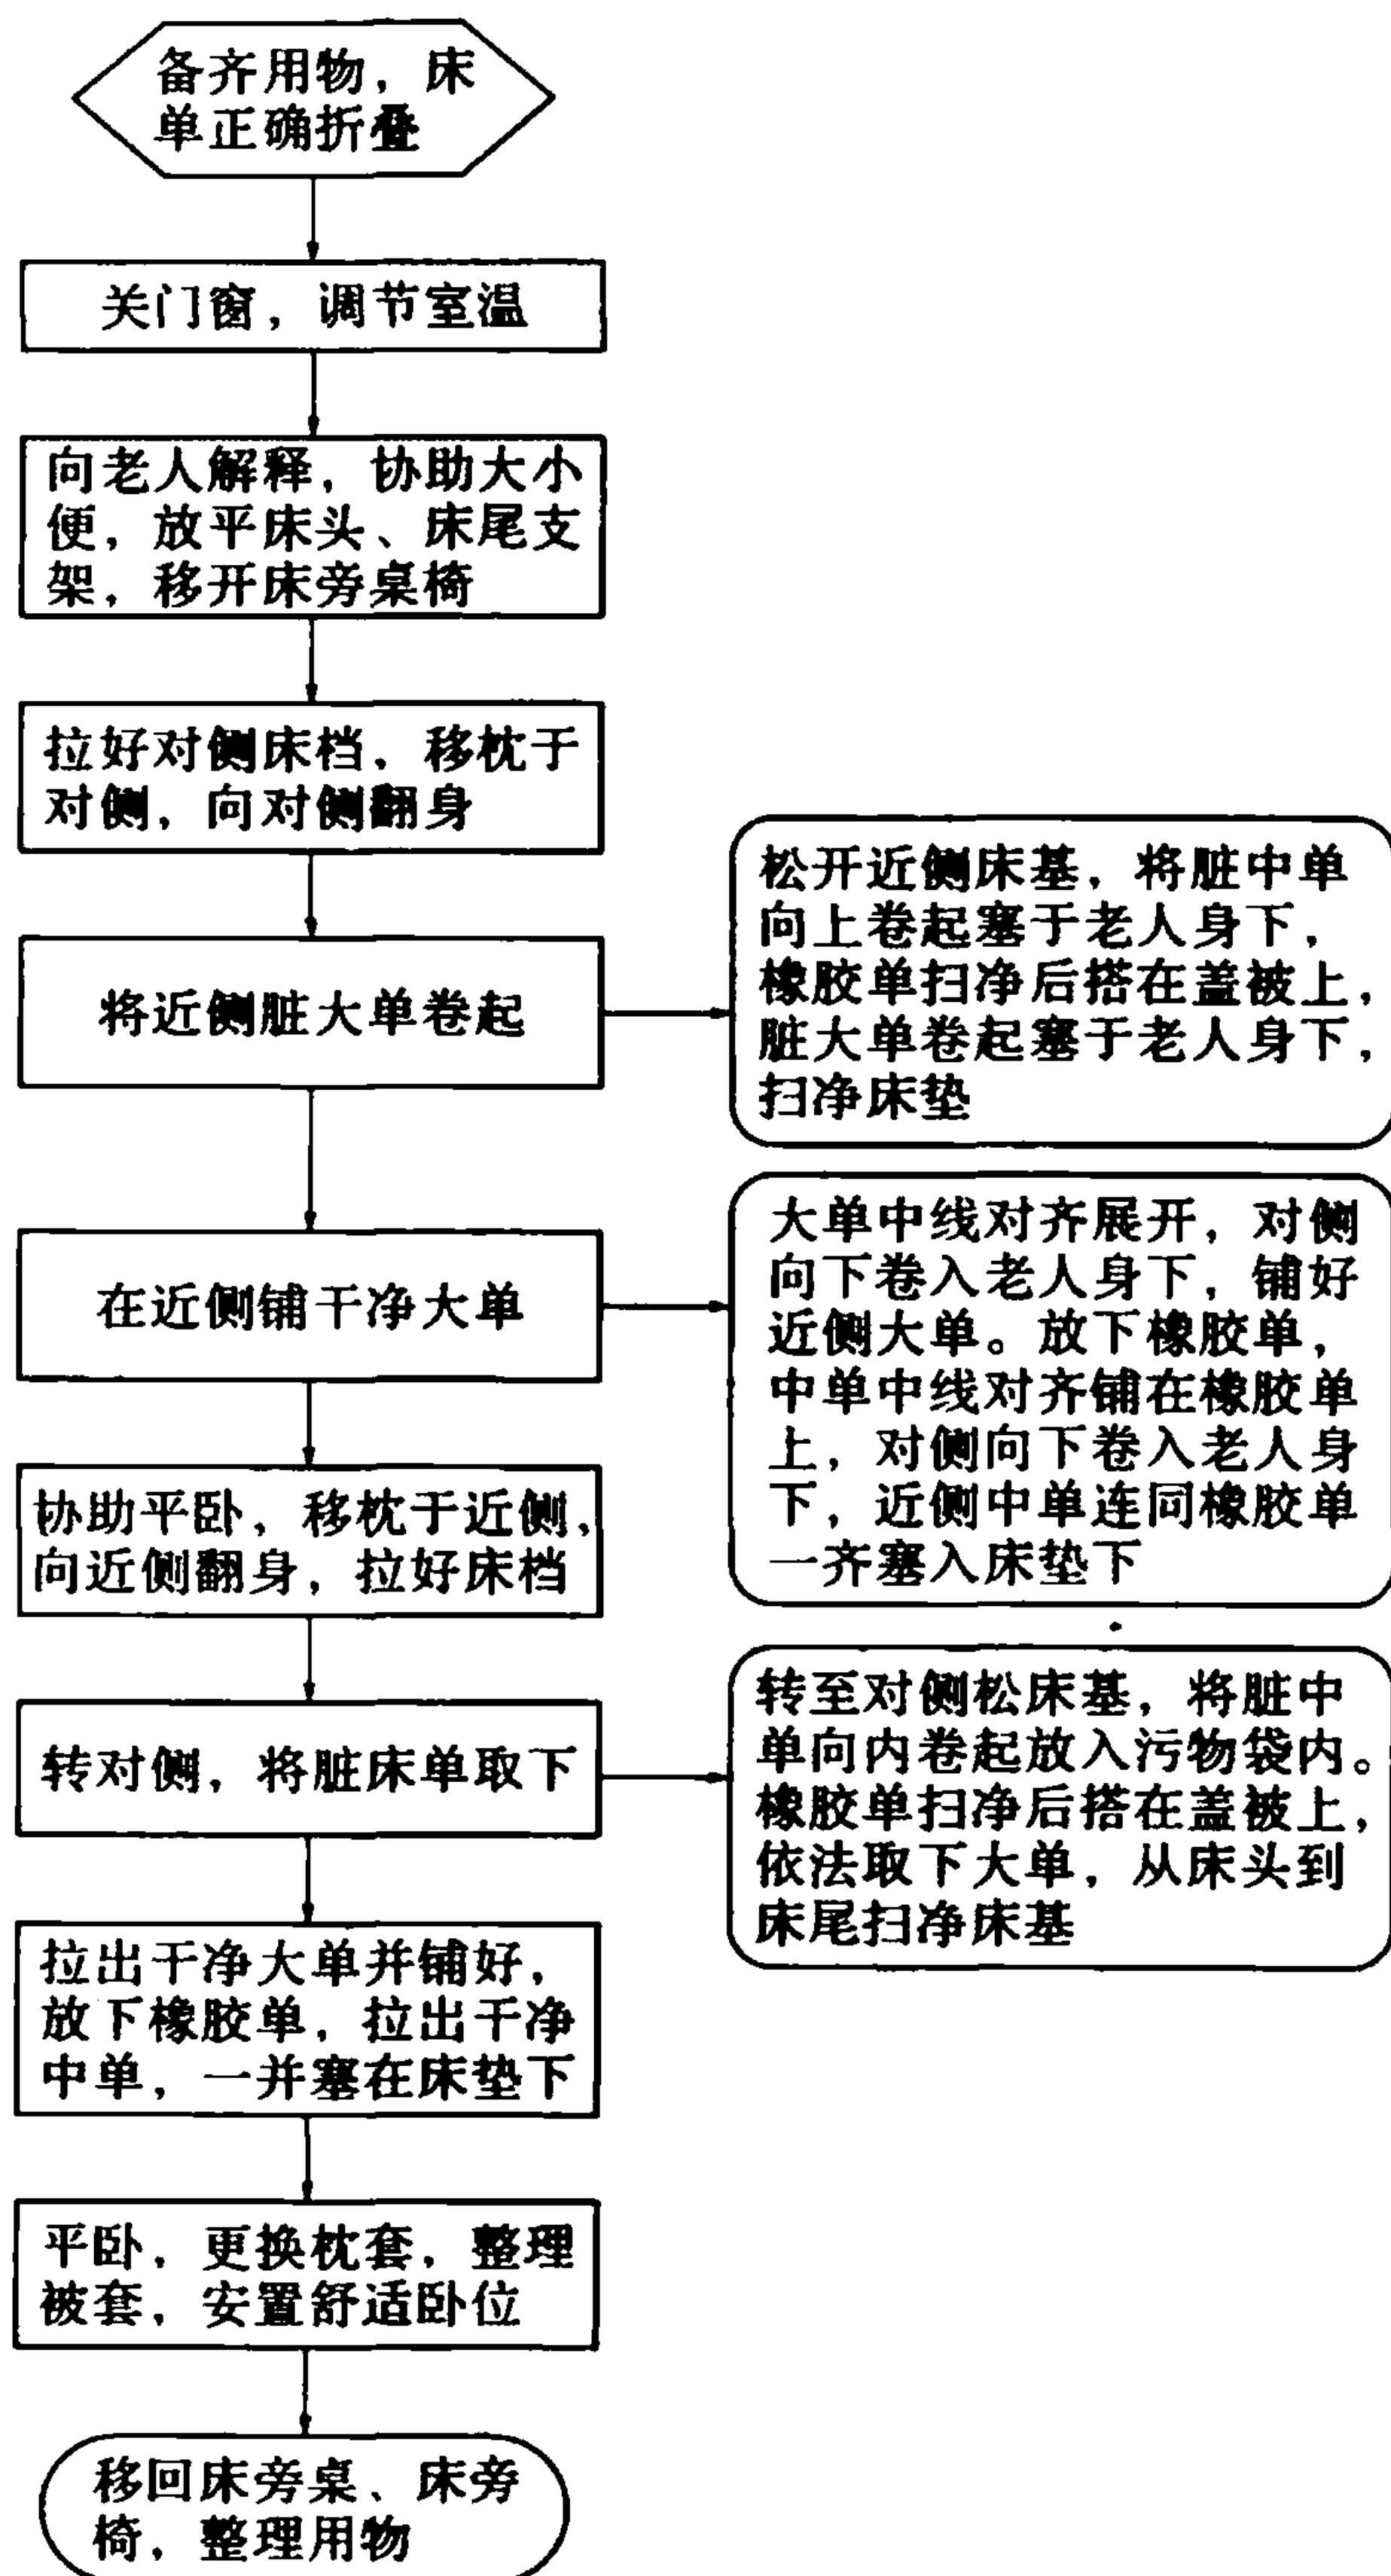 备齐用物，床
单正确折叠
关门窗，调节室温
向老人解释，协助大小
便，放平床头、床尾支
架，移开床旁桌椅
拉好对侧床档，移枕于
对侧，向对侧翻身
将近侧脏大单卷起
松开近侧床基，将脏中单
向上卷起塞于老人身下，
橡胶单扫净后搭在盖被上，
脏大单卷起塞于老人身下，
扫净床垫
在近侧铺干净大单
大单中线对齐展开，对侧
向下卷入老人身下，铺好
近侧大单。放下橡胶单，
中单中线对齐铺在橡胶单
上，对侧向下卷入老人身
下，近侧中单连同橡胶单
一齐塞入床垫下
协助平卧，移枕于近侧，
向近侧翻身，拉好床档
转对侧，将脏床单取下
转至对侧松床基，将脏中
单向内卷起放入污物袋内。
橡胶单扫净后搭在盖被上，
依法取下大单，从床头到
床尾扫净床基
拉出干净大单并铺好，
放下橡胶单，拉出干净
中单，一并塞在床垫下
平卧，更换枕套，整理
被套，安置舒适卧位
移回床旁桌、床旁
椅，整理用物